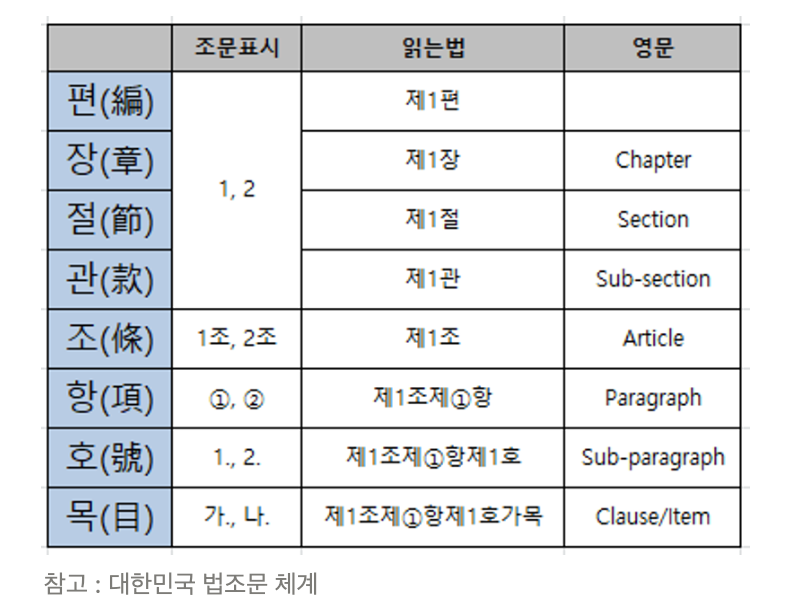 조문표시 읽는법 영문
편(編) 제1편
장(章) 제1장 Chapter
1, 2
절(節) 제1절 Section
관(款) 제1관 Sub-section
조(條) 1조, 2조 제1조 Article
항(項) ①, ② 제1조제①항 Paragraph
호(號) 1., 2. 제1조제①항제1호 Sub-paragraph
목(目) 가., 나. 제1조제①항제1호가목 Clause/Item
참고 : 대한민국 법조문 체계